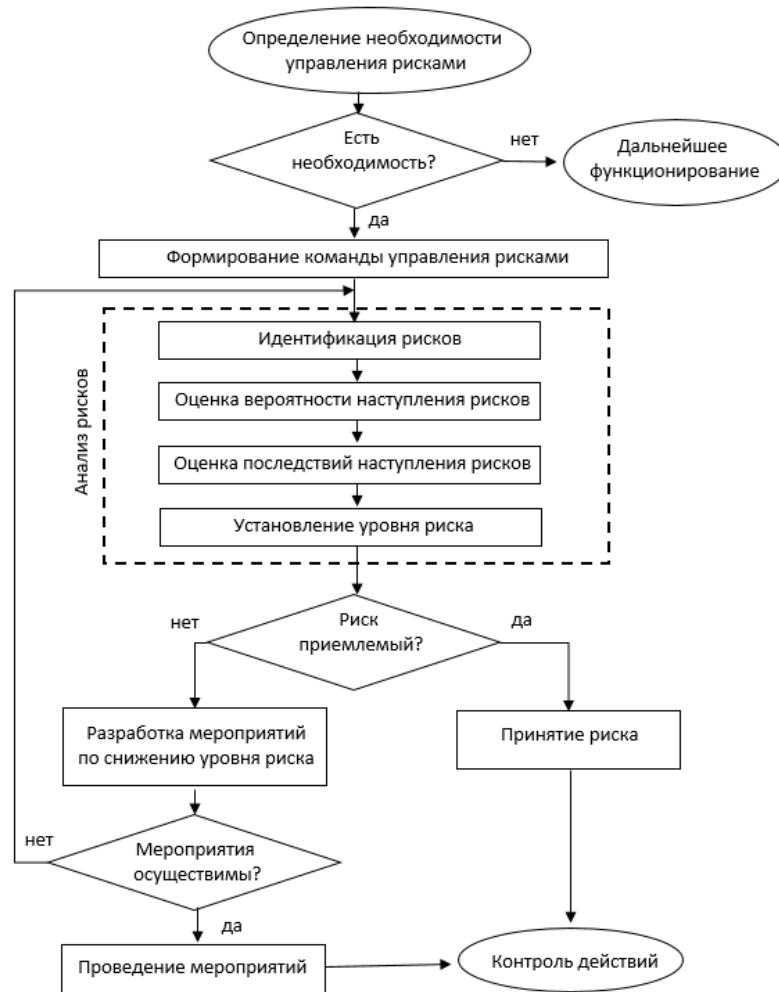 Определение необходимости
управления рисками
Есть
необходимость?
нет
Дальнейшее
функционирование
да
Формирование команды управления рисками
Анализ рисков
Идентификация рисков
Оценка вероятности наступления рисков
Оценка последствий наступления рисков
Установление уровня риска
нет
Риск
приемлемый?
да
Разработка мероприятий
по снижению уровня риска
Принятие риска
нет
Мероприятия
осуществимы?
да
Проведение мероприятий
Контроль действий